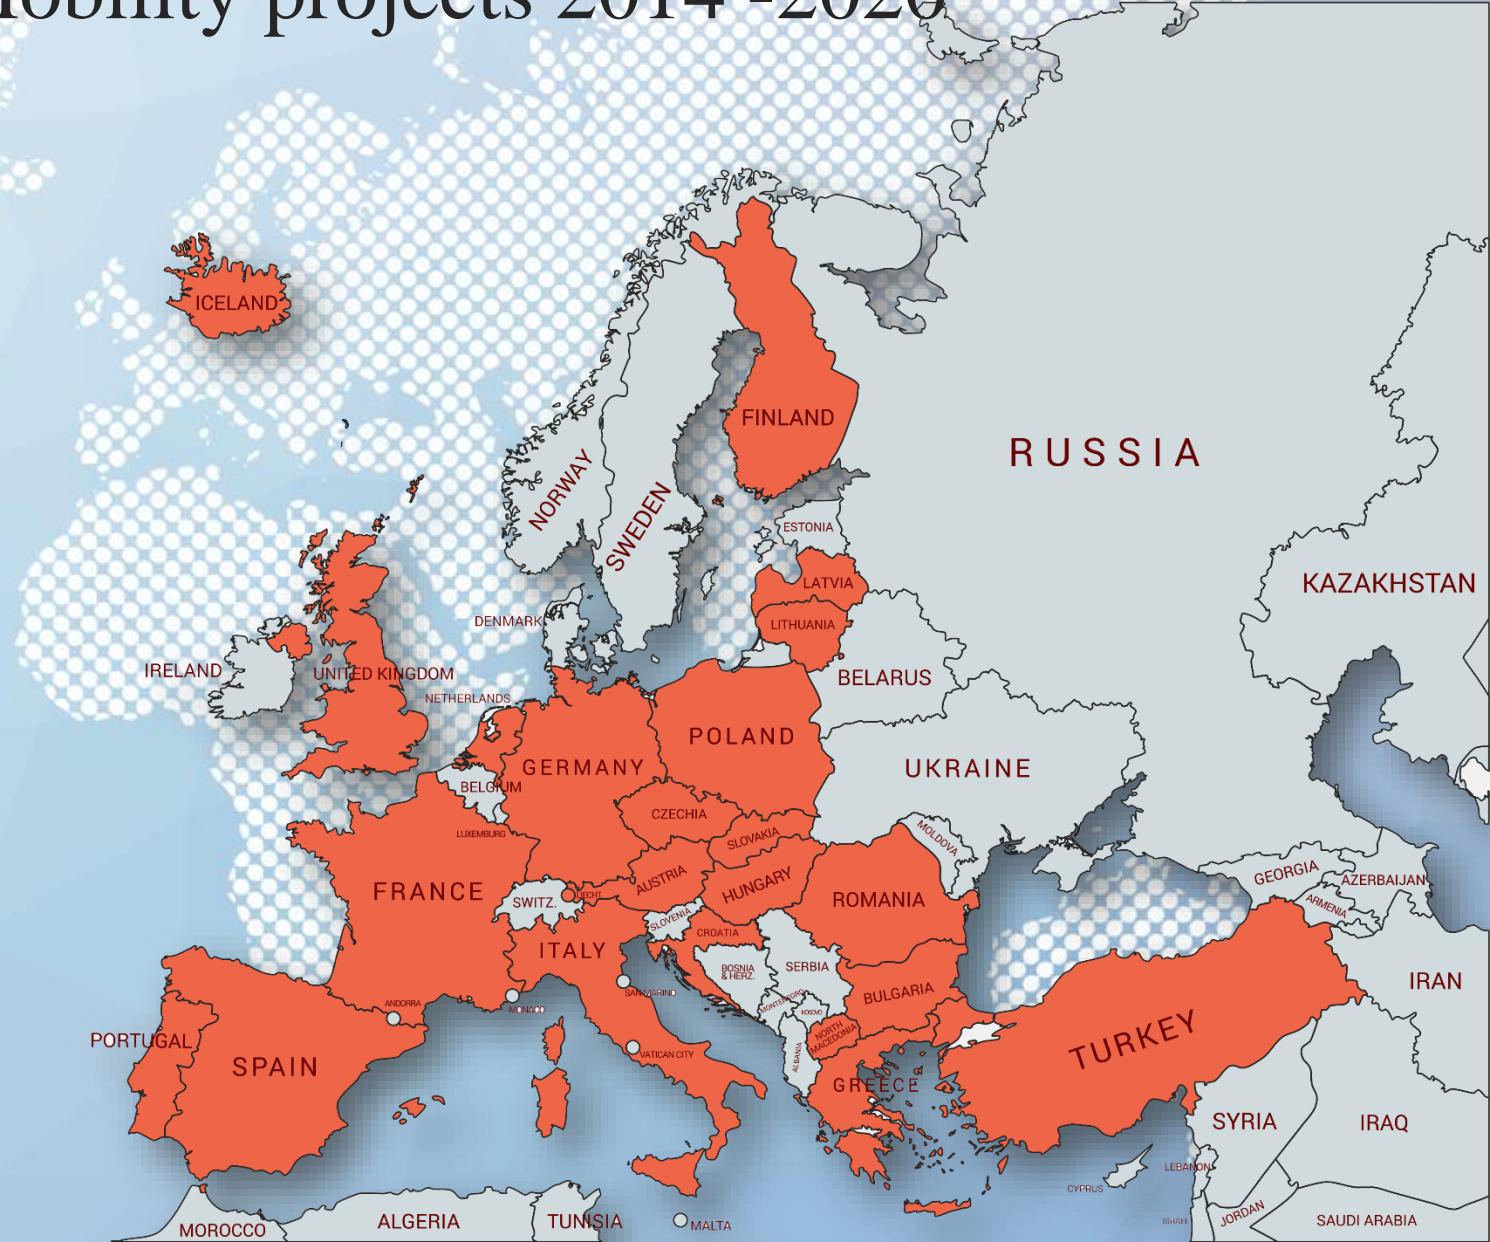 mobility projects 2014 -2020
ICELAND
FINLAND
RUSSIA
NORWAY
SWEDEN
ESTONIA
LATVIA
KAZAKHSTAN
DENMARK
LITHUANIA
IRELAND
UNITED KINGDOM
BELARUS
NETHERLANDS
POLAND
GERMANY
UKRAINE
BELGIUM
CZECHIA
LUXEMBURG
SLOVAKIA
MOLDOVA
GEORGIA
AZERBAIJAN
FRANCE
SWITZ.
LIECHT.
AUSTRIA
HUNGARY
ROMANIA
ARMENIA
SLOVENIA
CROATIA
ITALY
BOSNIA
& HERZ.
SERBIA
IRAN
SAN MARINO
BULGARIA
ANDORRA
MONACO
MONTENEGRO
KOSOVO
PORTUGAL
SPAIN
VATICAN CITY
ALBANIA
NORTH
MACEDONIA
TURKEY
GREECE
SYRIA
IRAQ
LEBANON
CYPRUS
MOROCCO
ALGERIA
TUNISIA
MALTA
ISRAEL
JORDAN
SAUDI ARABIA